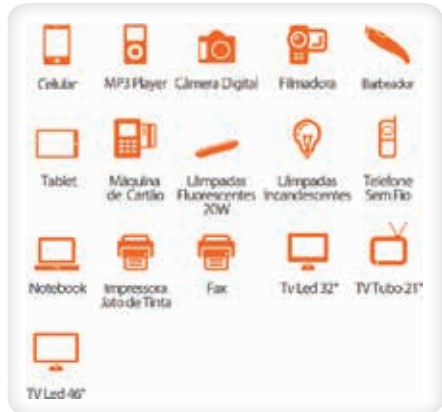 Celular MP3 Player Câmera Digital Filmadora Barbeador
Tablet Máquina de Cartão Lâmpadas Fluorescentes 20W Lâmpadas Incandescentes Telefone Sem Fio
Notebook Impressora Jato de Tinta Fax Tv Led 32" TV Tubo 21"
TV Led 46"